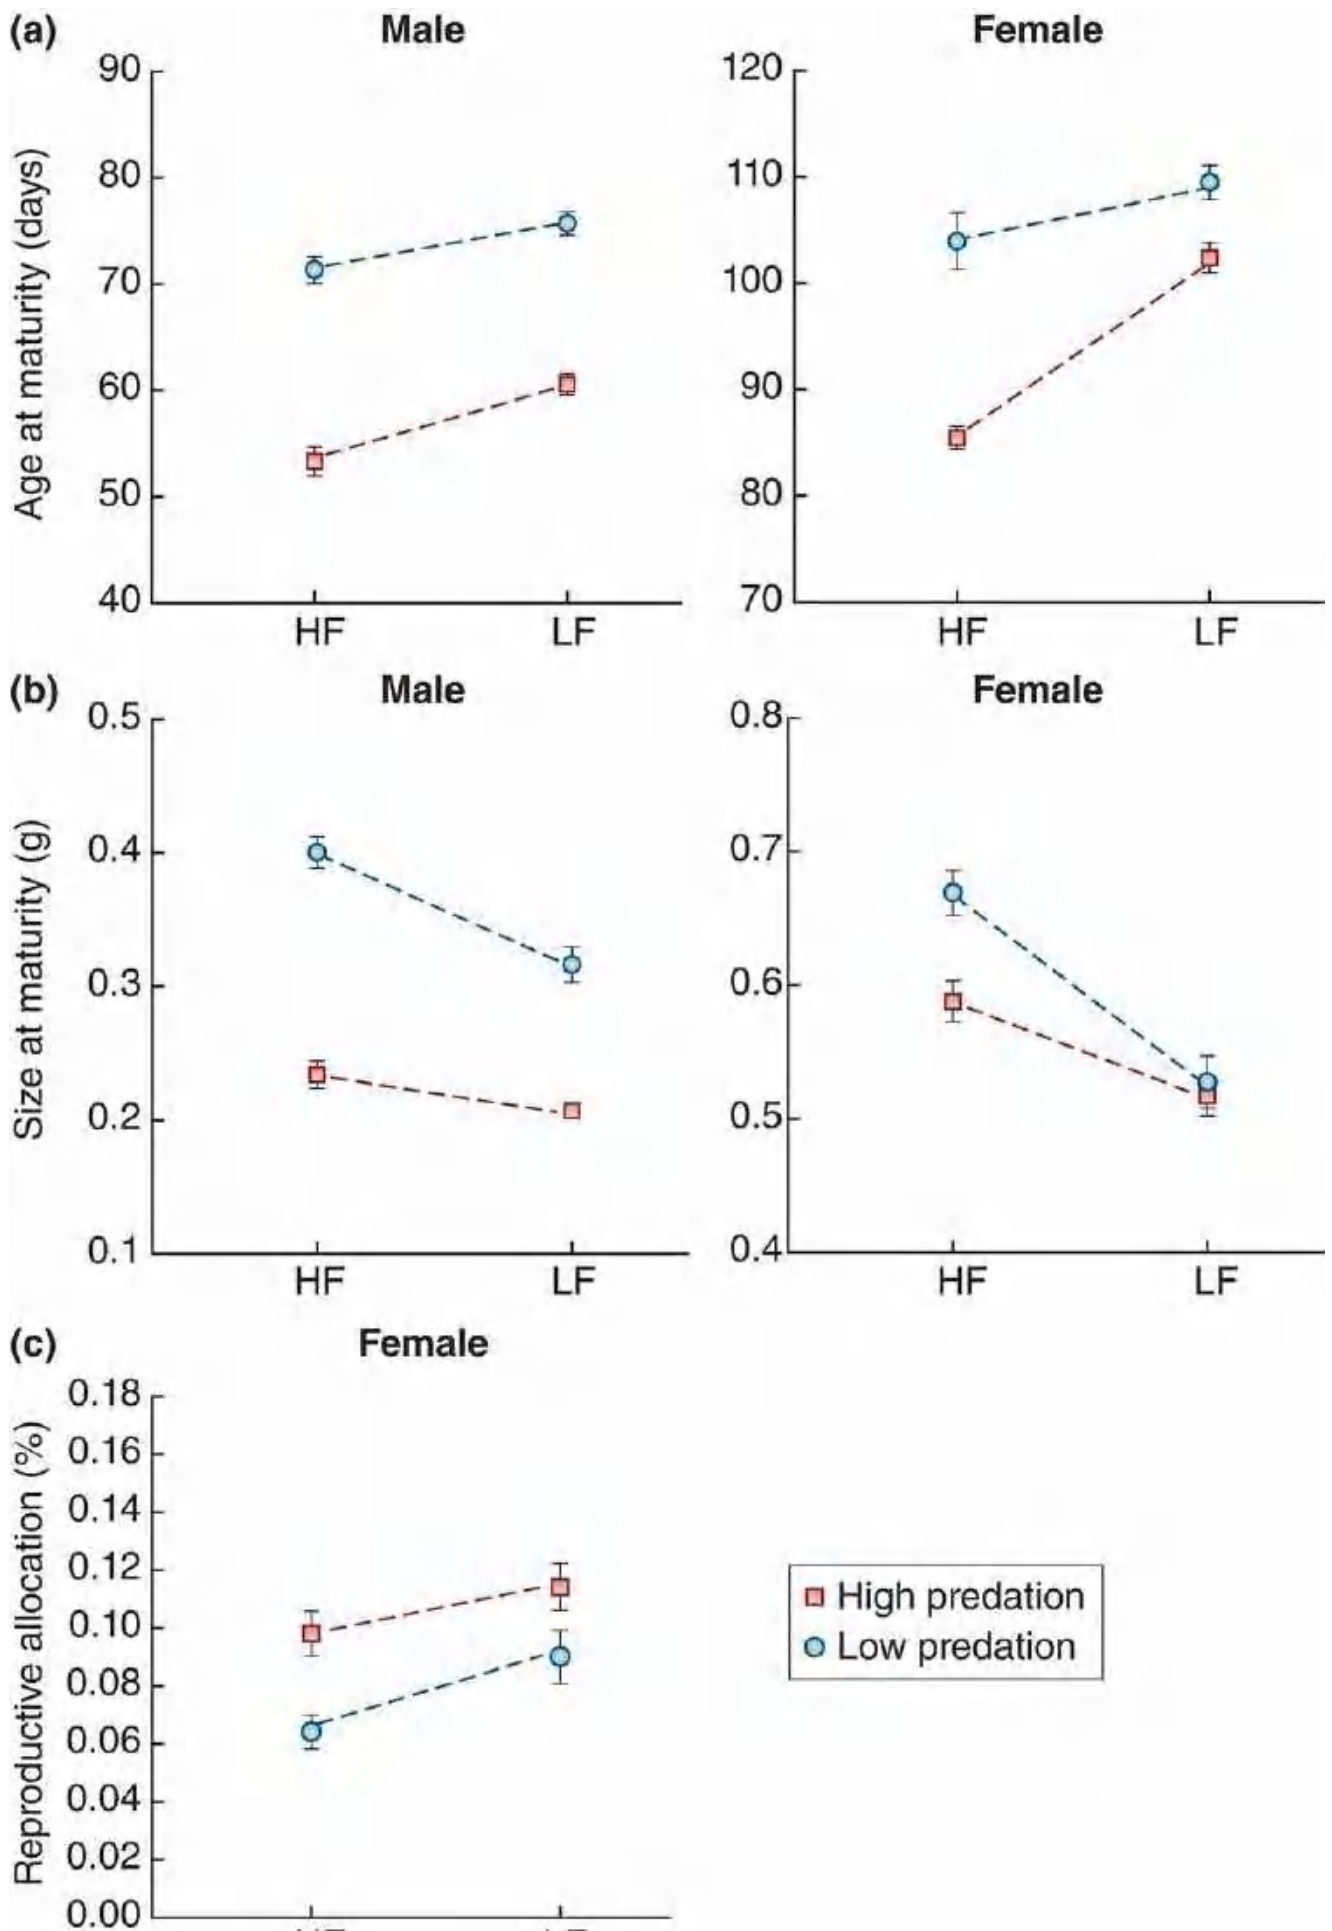 (a)
Male
Age at maturity (days)
90
80
70
60
50
40
HF LF
Female
120
110
100
90
80
70
HF LF
(b)
Male
Size at maturity (g)
0.5
0.4
0.3
0.2
0.1
HF LF
Female
0.8
0.7
0.6
0.5
0.4
HF LF
(c)
Female
Reproductive allocation (%)
0.18
0.16
0.14
0.12
0.10
0.08
0.06
0.04
0.02
0.00
High predation
Low predation